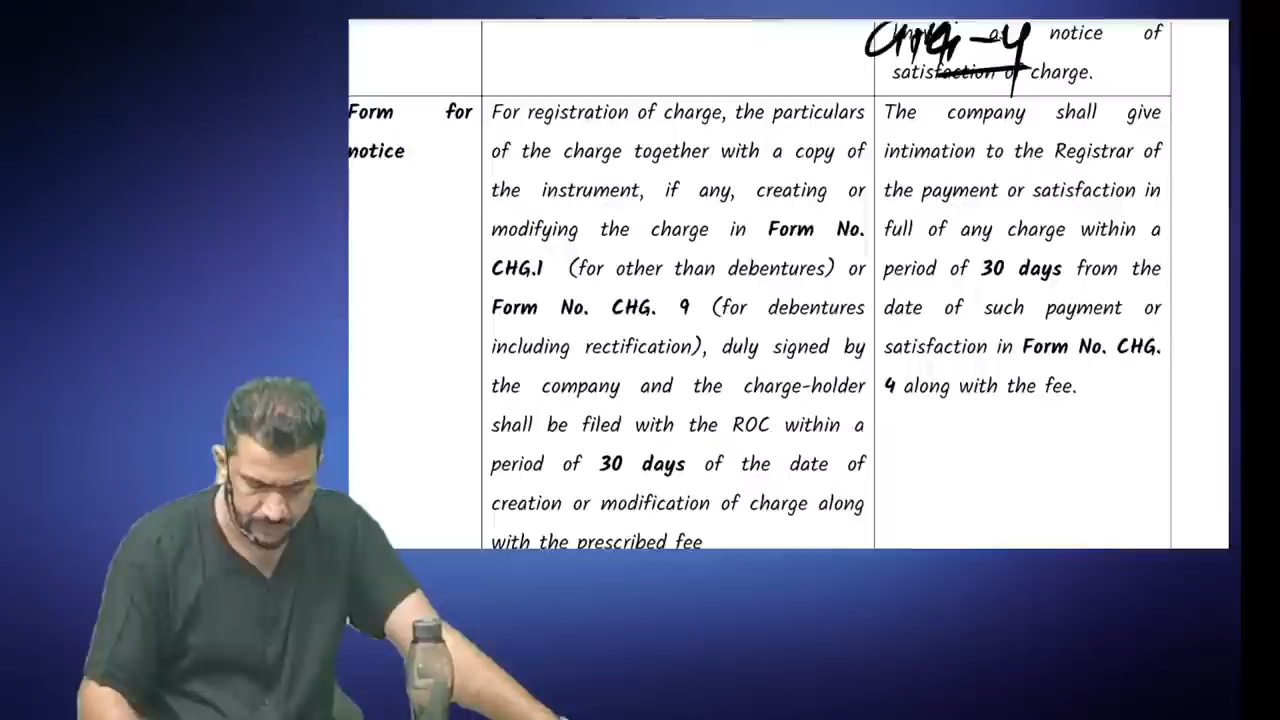 CHG-4
as notice of
satisfaction of charge.
Form for
notice
For registration of charge, the particulars
of the charge together with a copy of
the instrument, if any, creating or
modifying the charge in Form No.
CHG.1 (for other than debentures) or
Form No. CHG. 9 (for debentures
including rectification), duly signed by
the company and the charge-holder
shall be filed with the ROC within a
period of 30 days of the date of
creation or modification of charge along
with the prescribed fee
The company shall give
intimation to the Registrar of
the payment or satisfaction in
full of any charge within a
period of 30 days from the
date of such payment or
satisfaction in Form No. CHG.
4 along with the fee.